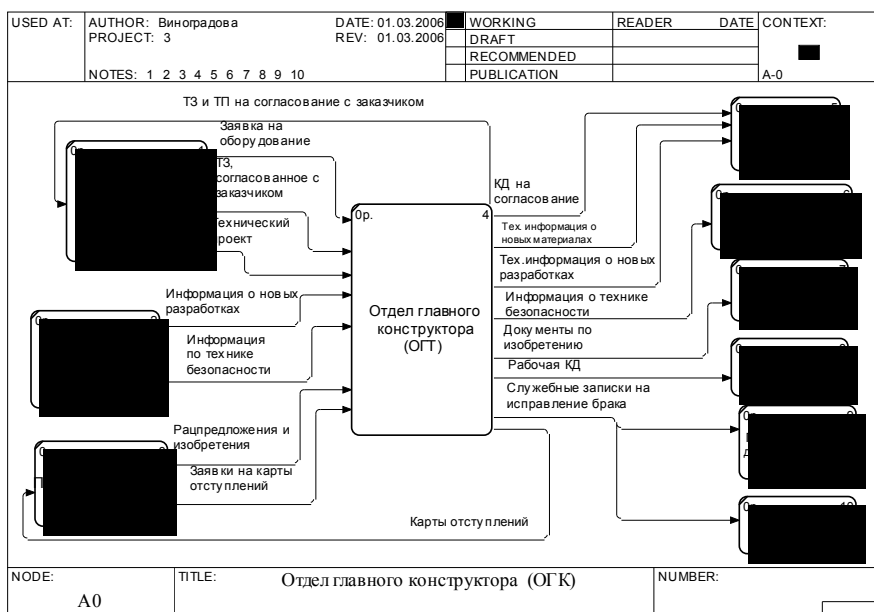 USED AT:
AUTHOR: Виноградова
DATE: 01.03.2006
WORKING
READER
DATE
CONTEXT:
PROJECT: 3
REV: 01.03.2006
DRAFT
RECOMMENDED
NOTES: 1 2 3 4 5 6 7 8 9 10
PUBLICATION
A-0
ТЗ и ТП на согласование с заказчиком
Заявка на
оборудование
ТЗ,
согласованное с
заказчиком
Технический
проект
Информация о новых
разработках
Информация
по технике
безопасности
Рацпредложения и
изобретения
Заявки на карты
отступлений
0р.
4
Отдел главного
конструктора
(ОГТ)
КД на
согласование
Тех. информация о
новых материалах
Тех.информация о новых
разработках
Информация о технике
безопасности
Документы по
изобретению
Рабочая КД
Служебные записки на
исправление брака
Карты отступлений
NODE:
A0
TITLE:
Отдел главного конструктора (ОГК)
NUMBER: